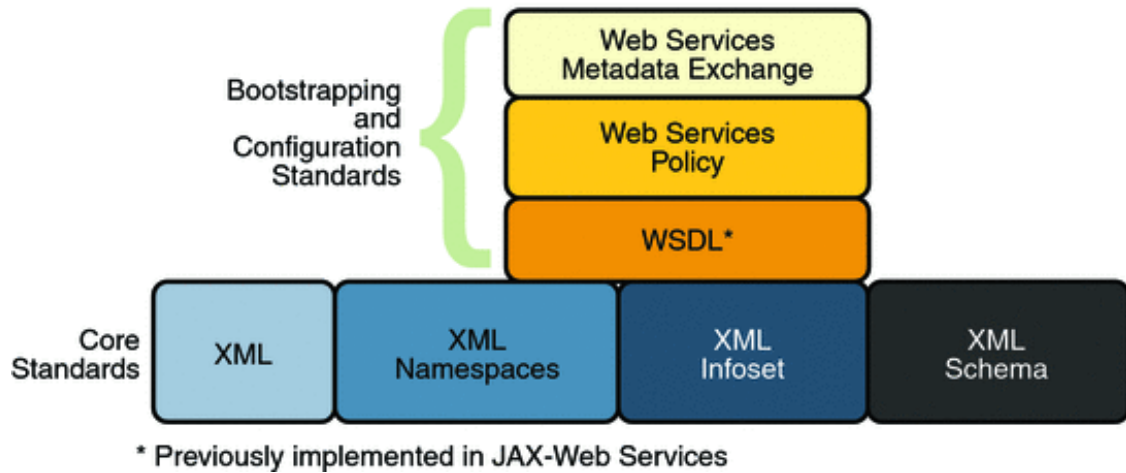 Web Services
Metadata Exchange
Bootstrapping
and
Configuration
Standards
Web Services
Policy
WSDL*
Core
Standards
XML
XML
Namespaces
XML
Infoset
XML
Schema
* Previously implemented in JAX-Web Services